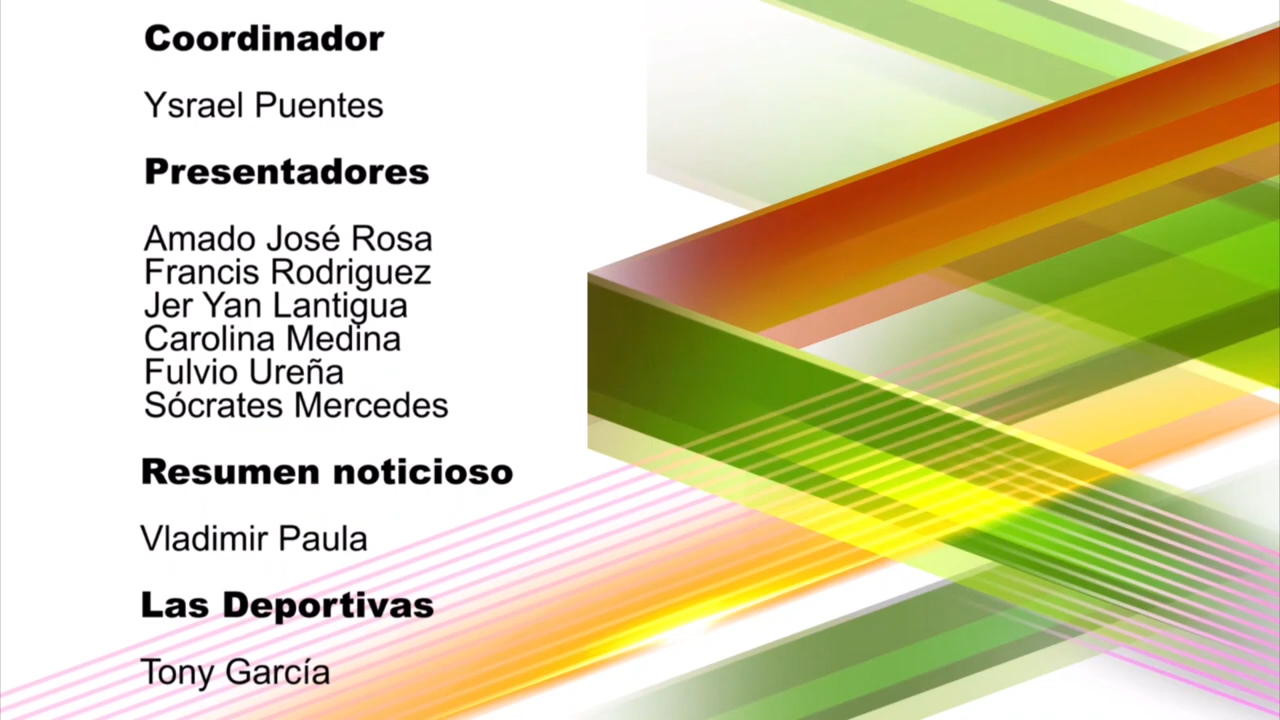 Coordinador
Ysrael Puentes
Presentadores
Amado José Rosa
Francis Rodriguez
Jer Yan Lantigua
Carolina Medina
Fulvio Ureña
Sócrates Mercedes
Resumen noticioso
Vladimir Paula
Las Deportivas
Tony García